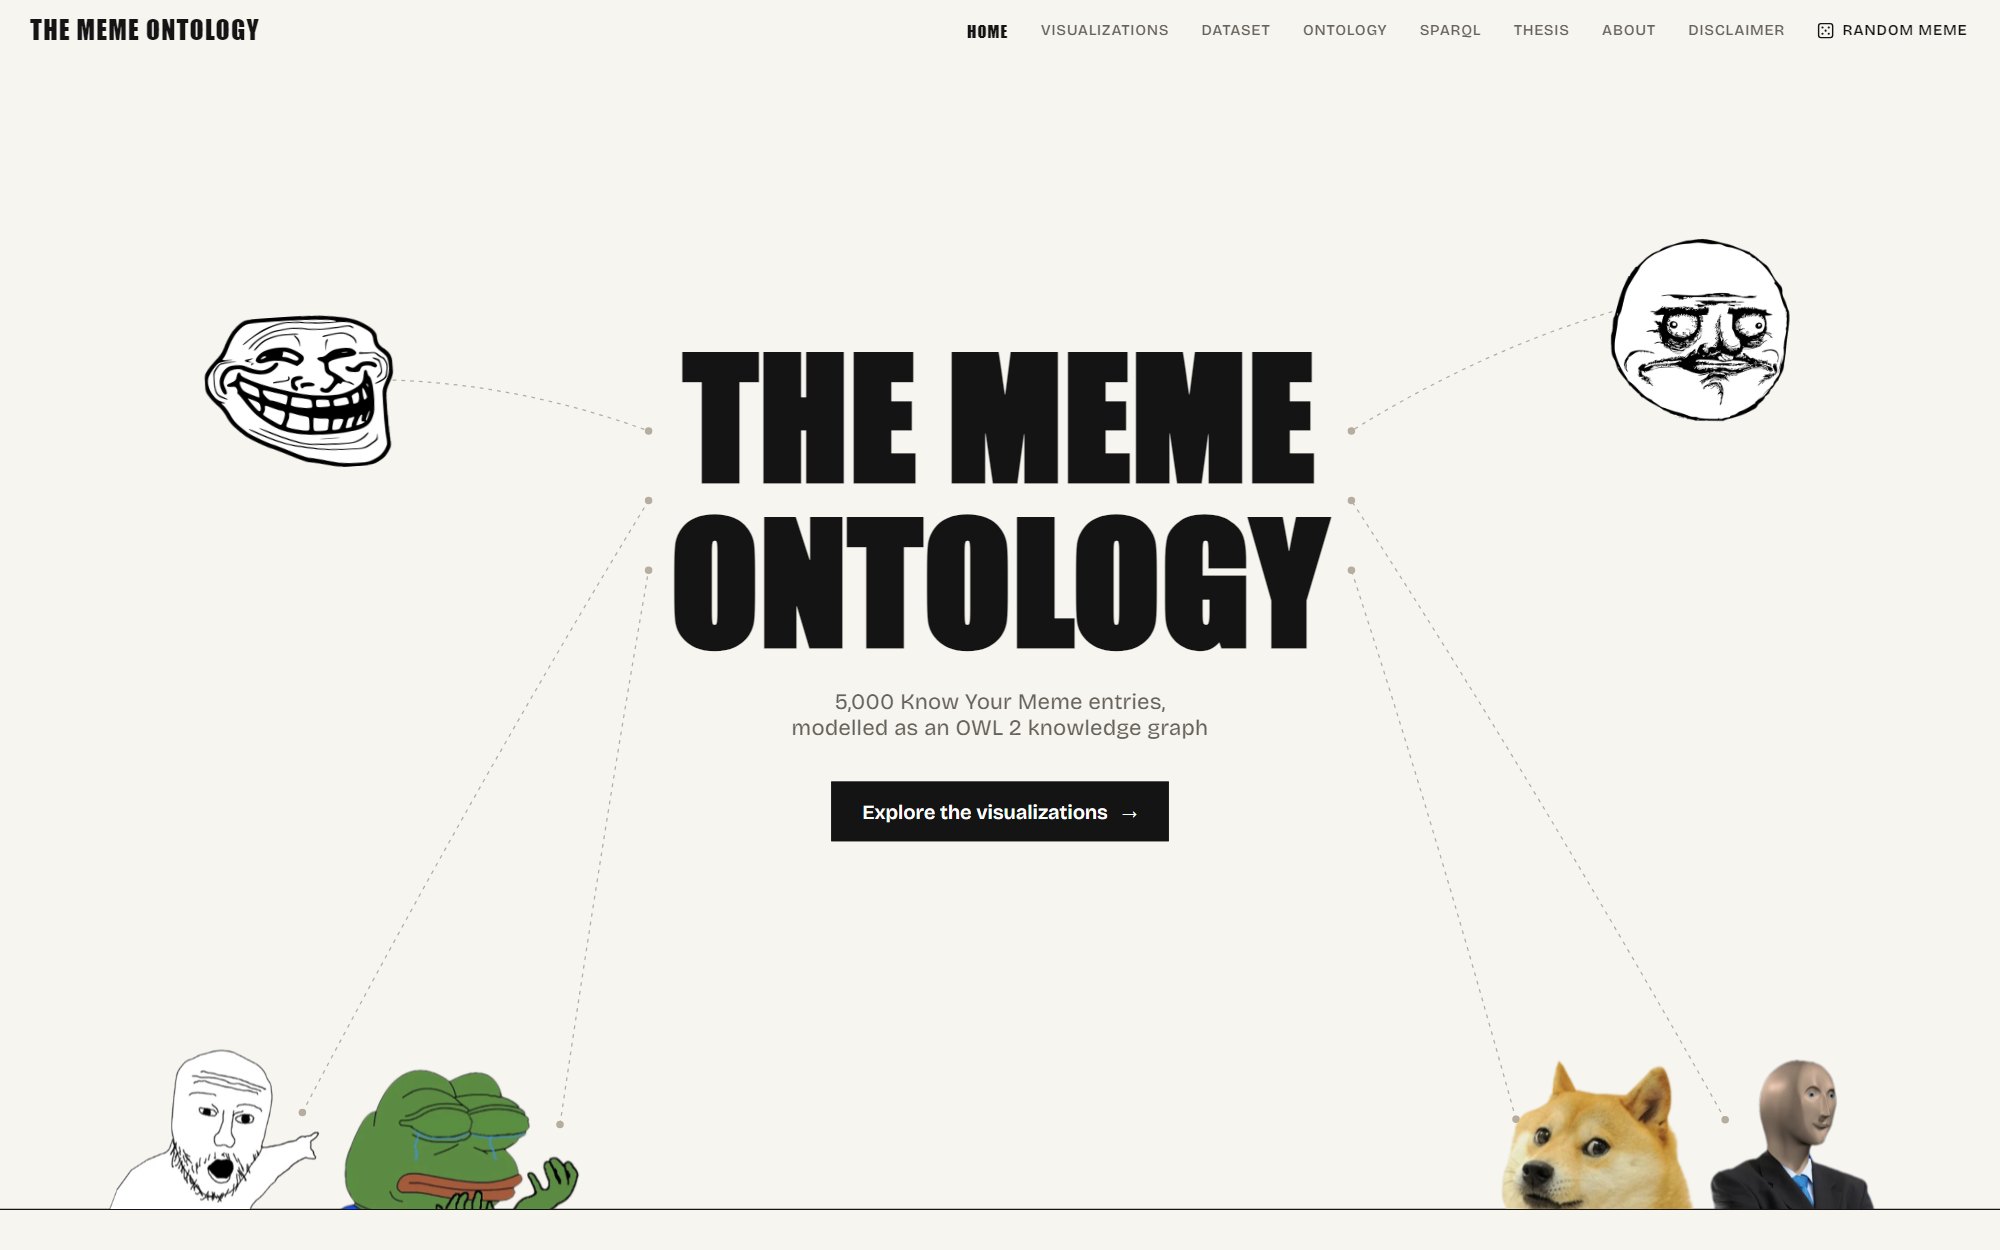 THE MEME ONTOLOGY
HOME
VISUALIZATIONS
DATASET
ONTOLOGY
SPARQL
THESIS
ABOUT
DISCLAIMER
RANDOM MEME
THE MEME
ONTOLOGY
5,000 Know Your Meme entries,
modelled as an OWL 2 knowledge graph
Explore the visualizations →